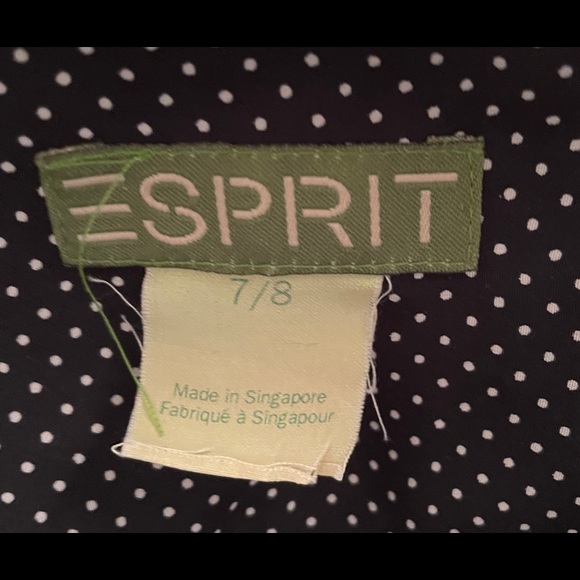 ESPRIT
7/8
Made in Singapore
Fabriqué à Singapour